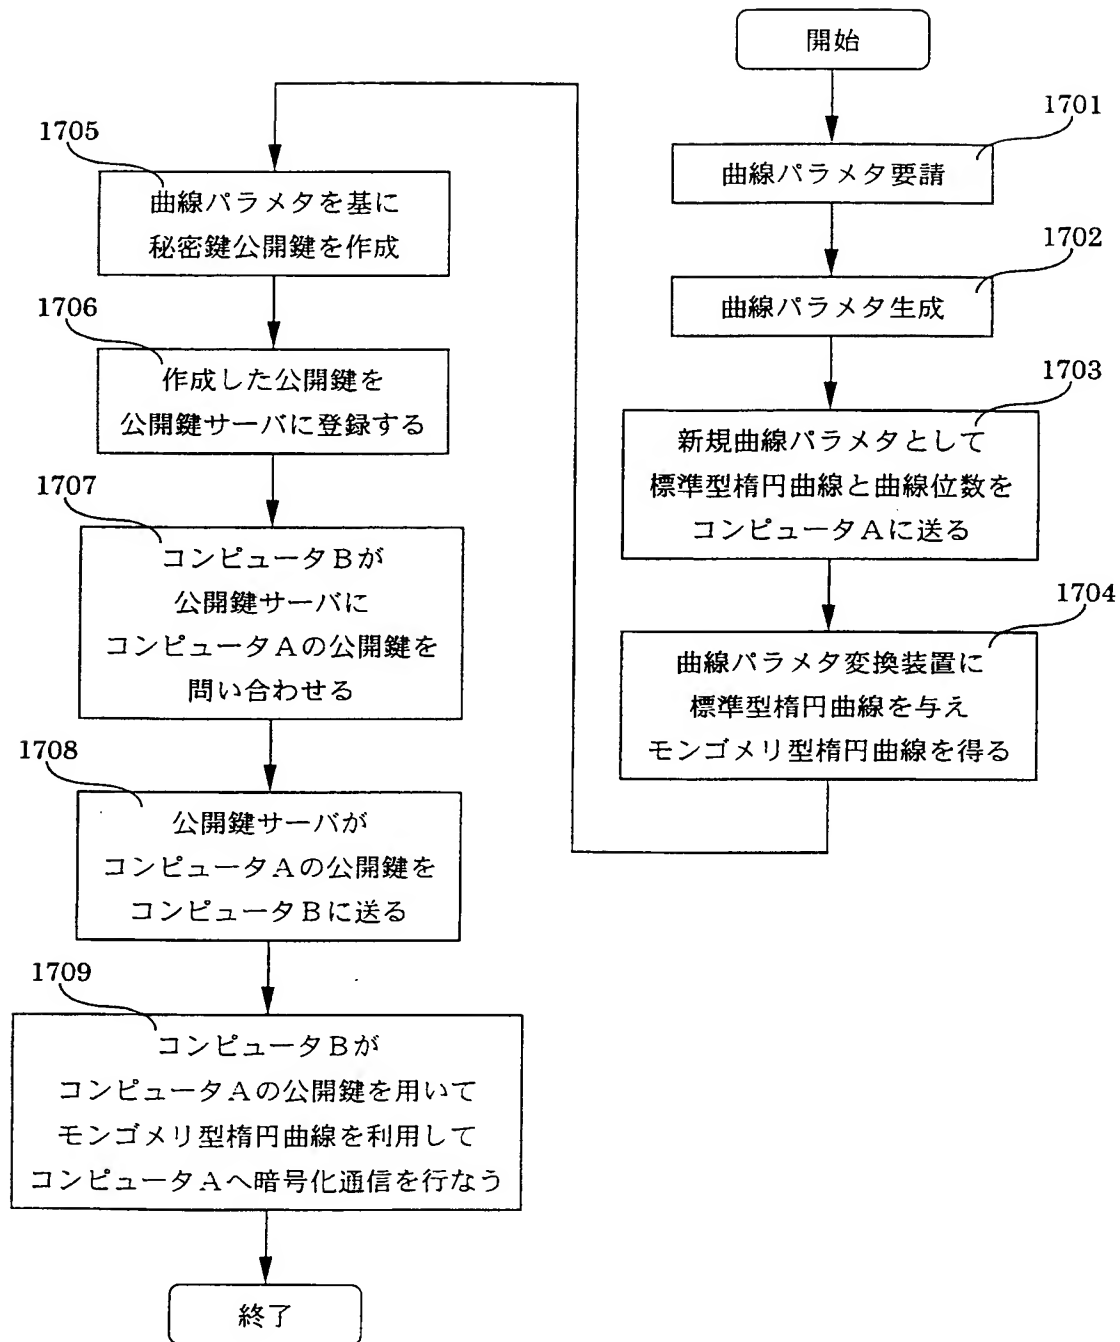 開始
1701
曲線パラメタ要請
1702
曲線パラメタ生成
1703
新規曲線パラメタとして
標準型楕円曲線と曲線位数を
コンピュータAに送る
1704
曲線パラメタ変換装置に
標準型楕円曲線を与え
モンゴメリ型楕円曲線を得る
1705
曲線パラメタを基に
秘密鍵公開鍵を作成
1706
作成した公開鍵を
公開鍵サーバに登録する
1707
コンピュータBが
公開鍵サーバに
コンピュータAの公開鍵を
問い合わせる
1708
公開鍵サーバが
コンピュータAの公開鍵を
コンピュータBに送る
1709
コンピュータBが
コンピュータAの公開鍵を用いて
モンゴメリ型楕円曲線を利用して
コンピュータAへ暗号化通信を行なう
終了